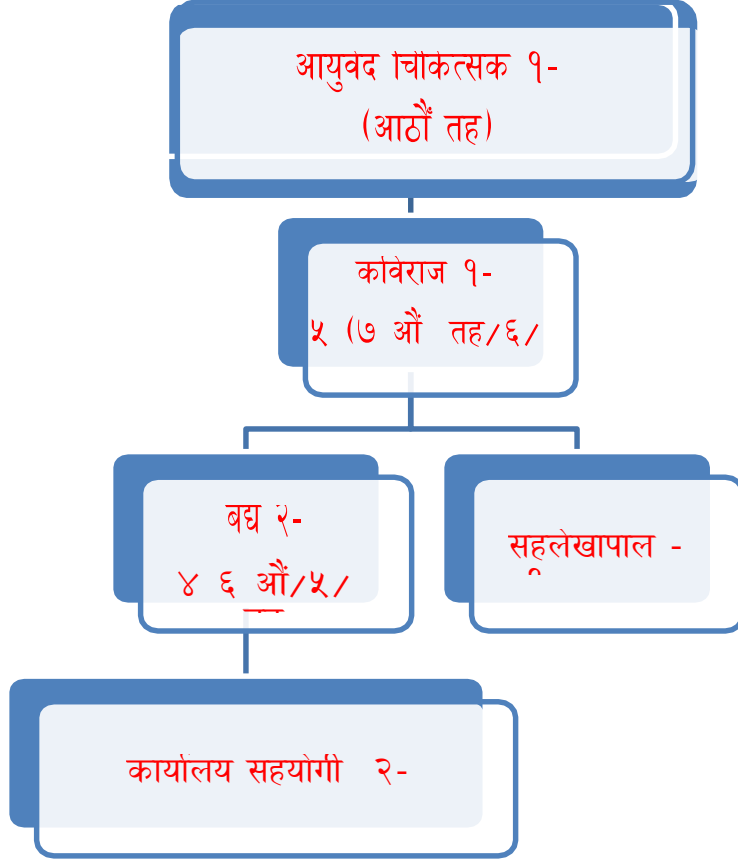 आयुर्वेद चिकित्सक १-
(आठौं तह)
कविराज १-
५ (७ औं तह/६/
बैद्य २-
४ ६ औं/५/
सहलेखापाल -
कार्यालय सहयोगी २-